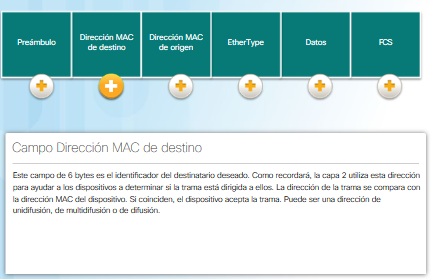 Preámbulo
Dirección MAC
de destino
Dirección MAC
de origen
EtherType
Datos
FCS
Campo Dirección MAC de destino
Este campo de 6 bytes es el identificador del destinatario deseado. Como recordará, la capa 2 utiliza esta dirección
para ayudar a los dispositivos a determinar si la trama está dirigida a ellos. La dirección de la trama se compara con
la dirección MAC del dispositivo. Si coinciden, el dispositivo acepta la trama. Puede ser una dirección de
unidifusión, de multidifusión o de difusión.